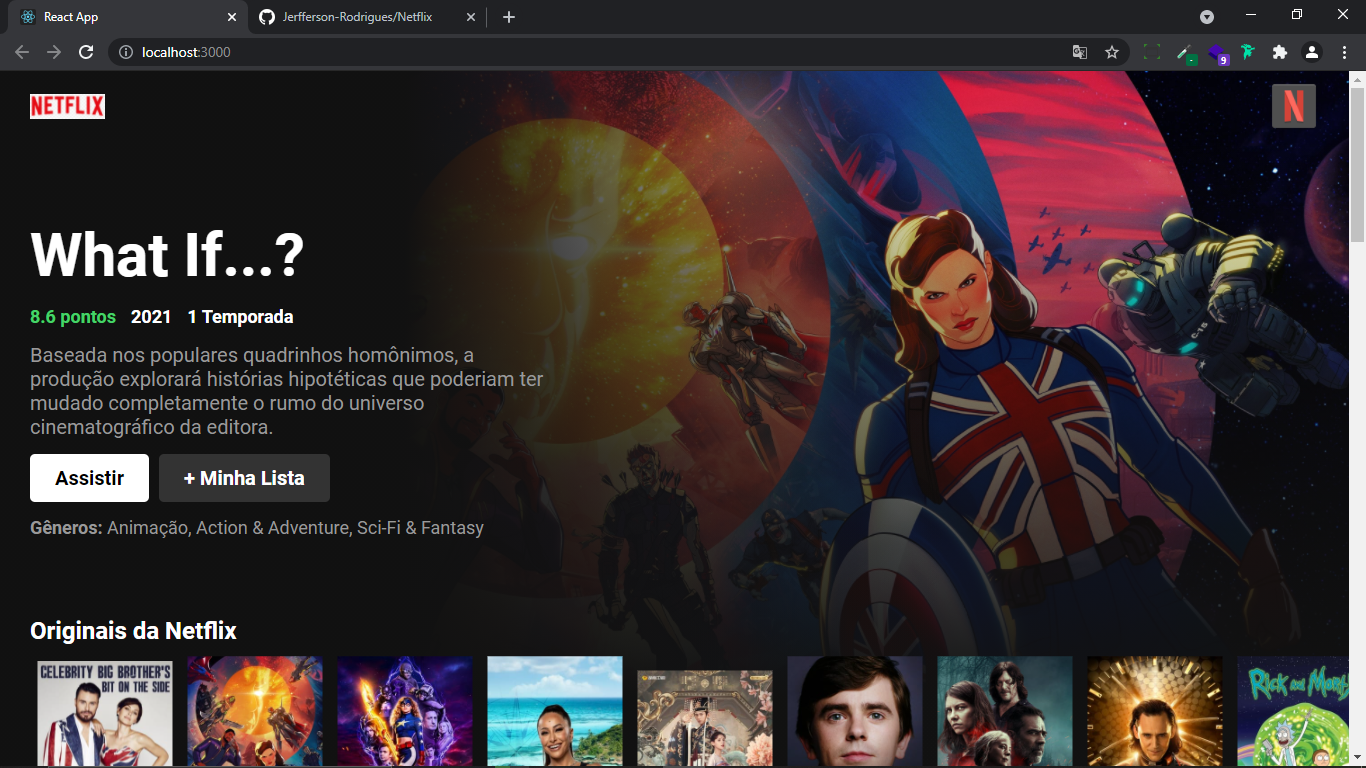 React App
Jerfferson-Rodrigues/Netflix
localhost:3000
9
NETFLIX
N
What If...?
8.6 pontos 2021 1 Temporada
Baseada nos populares quadrinhos homônimos, a
produção explorará histórias hipotéticas que poderiam ter
mudado completamente o rumo do universo
cinematográfico da editora.
Assistir
+ Minha Lista
Gêneros: Animação, Action & Adventure, Sci-Fi & Fantasy
C-16
Originais da Netflix
CELEBRITY BIG BROTHER'S
BIT ON THE SIDE
RICK and MORTY